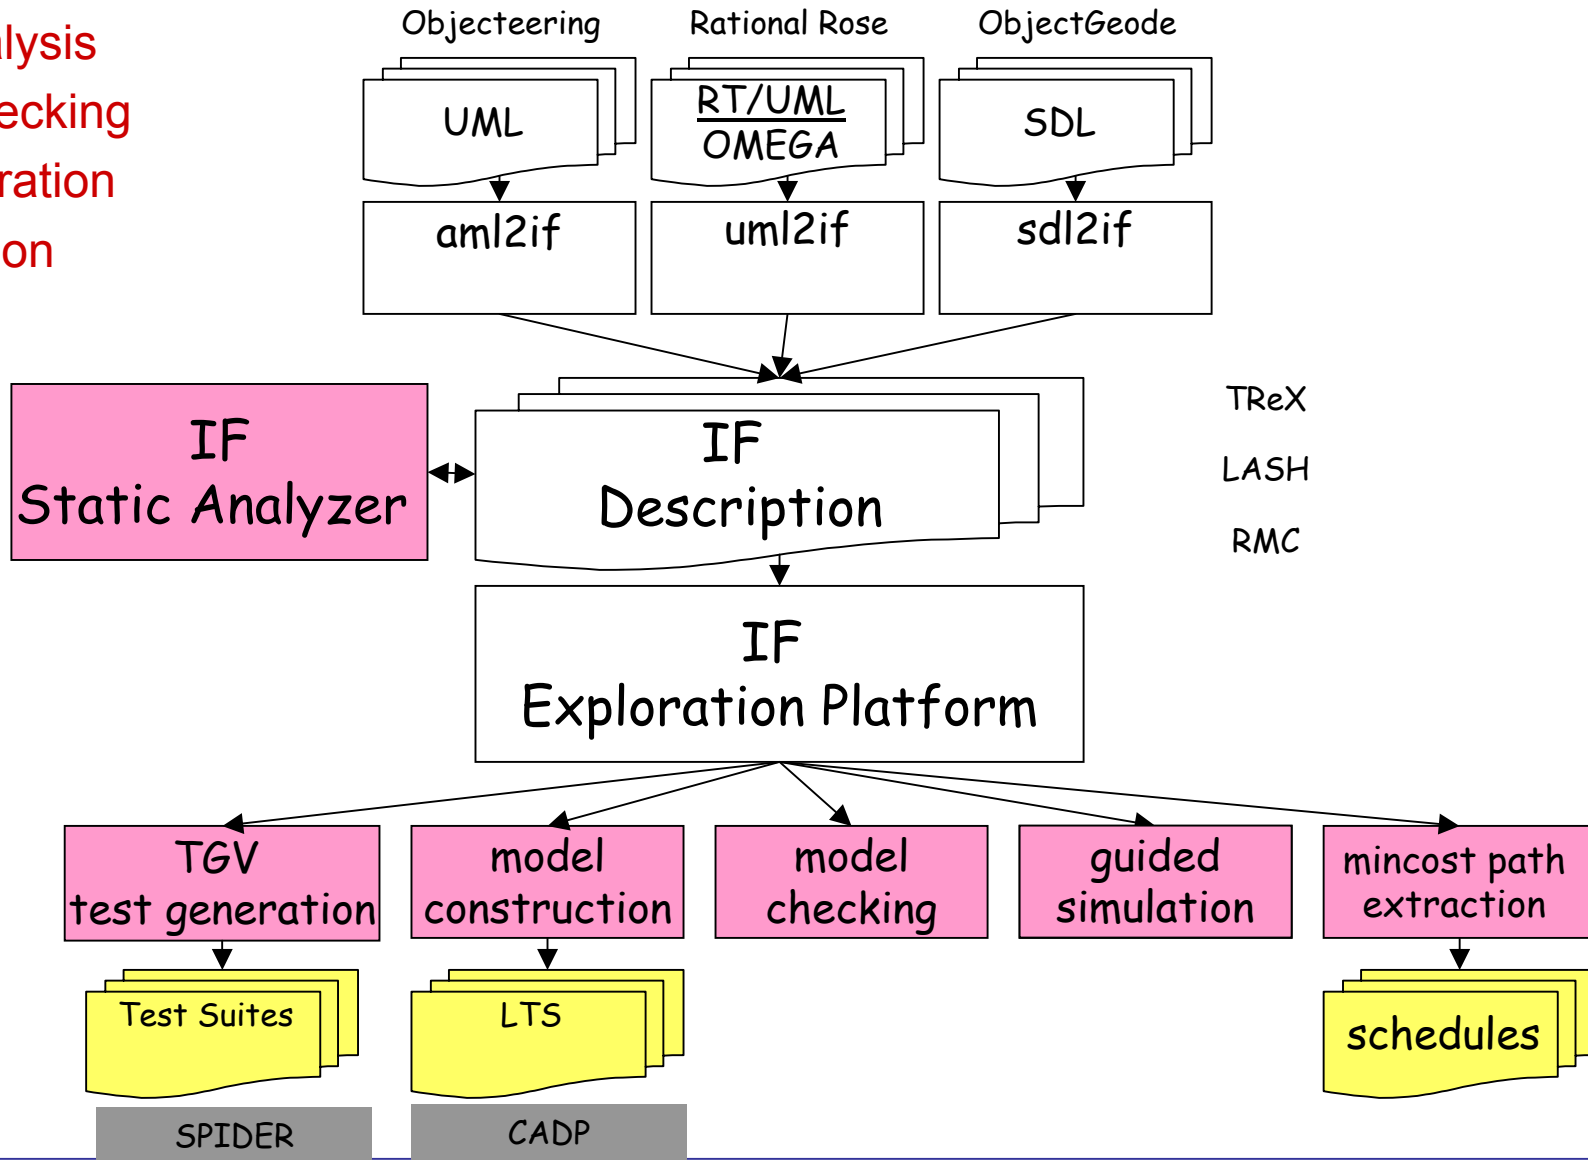 alysis
ecking
ration
on
Objecteering
Rational Rose
ObjectGeode
UML
RT/UML
OMEGA
SDL
aml2if
uml2if
sdl2if
IF
Static Analyzer
IF
Description
TReX
LASH
RMC
IF
Exploration Platform
TGV
test generation
model
construction
model
checking
guided
simulation
mincost path
extraction
Test Suites
LTS
schedules
SPIDER
CADP